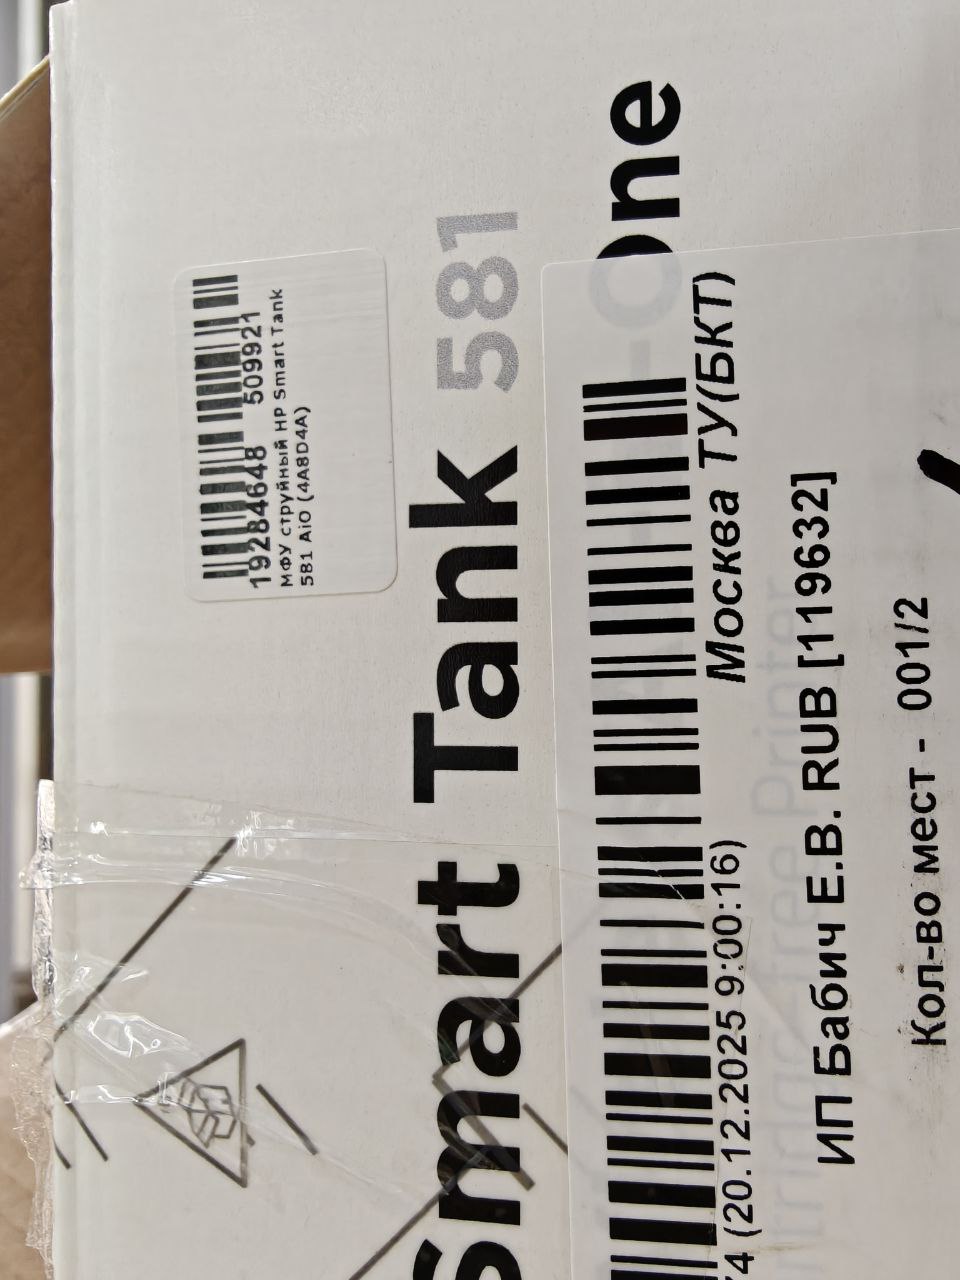 19284648 509921
МФУ струйный HP Smart Tank
581 AiO (4A8D4A)
Smart Tank 581
One
Москва ТУ(БКТ)
74 (20.12.2025 9:00:16)
ИП Бабич Е.В. RUB [119632]
Кол-во мест - 001/2